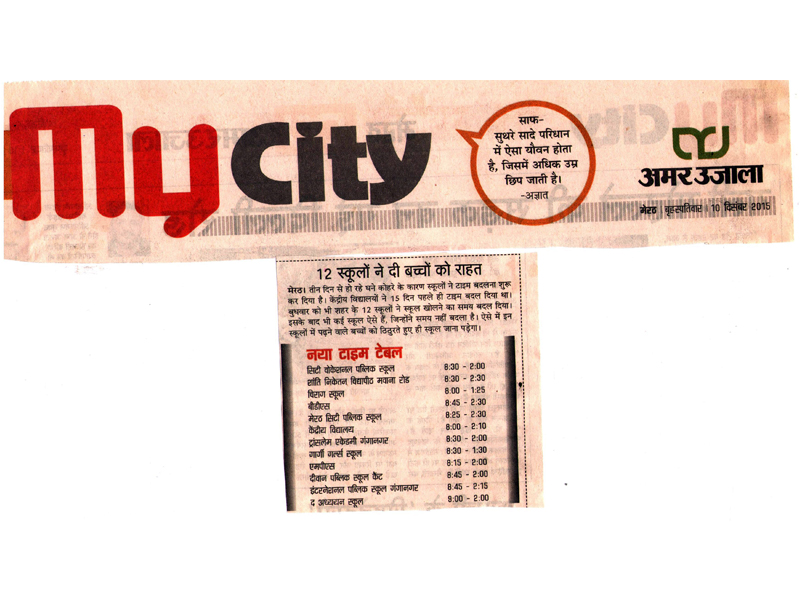 My City
साफ-
सुथरे सादे परिधान
में ऐसा यौवन होता
है, जिसमें अधिक उम्र
छिप जाती है।
-अज्ञात
अमर उजाला
मेरठ | बृहस्पतिवार | 10 दिसंबर 2015
12 स्कूलों ने दी बच्चों को राहत
मेरठ। तीन दिन से हो रहे घने कोहरे के कारण स्कूलों ने टाइम बदलना शुरू
कर दिया है। केंद्रीय विद्यालयों ने 15 दिन पहले ही टाइम बदल दिया था।
बुधवार को भी शहर के 12 स्कूलों ने स्कूल खोलने का समय बदल दिया।
इसके बाद भी कई स्कूल ऐसे हैं, जिन्होंने समय नहीं बदला है। ऐसे में इन
स्कूलों में पढ़ने वाले बच्चों को ठिठुरते हुए ही स्कूल जाना पड़ेगा।
नया टाइम टेबल
सिटी वोकेशनल पब्लिक स्कूल 8:30 - 2:00
शांति निकेतन विद्यापीठ मवाना रोड 8:30 - 2:30
चिराग स्कूल 8:00 - 1:25
बीडीएस 8:45 - 2:30
मेरठ सिटी पब्लिक स्कूल 8:25 - 2:30
केंद्रीय विद्यालय 8:00 - 2:10
ट्रांसलेम एकेडमी गंगानगर 8:30 - 2:00
गार्गी गर्ल्स स्कूल 8:30 - 1:30
एमपीएस 8:15 - 2:00
दीवान पब्लिक स्कूल कैंट 8:45 - 2:00
इंटरनेशनल पब्लिक स्कूल गंगानगर 8:45 - 2:15
द अध्ययन स्कूल 9:00 - 2:00